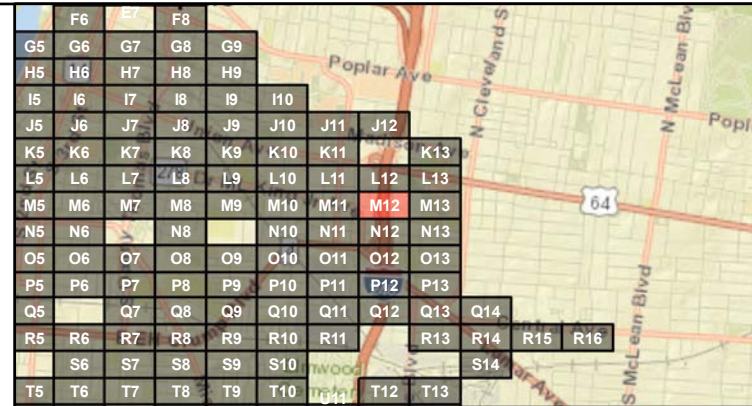 F6 E7 F8
G5 G6 G7 G8 G9
H5 H6 H7 H8 H9
Poplar Ave
N Cleveland S
N McLean Blv
I5 I6 I7 I8 I9 I10
J5 J6 J7 J8 J9 J10 J11 J12
Popl
K5 K6 K7 K8 K9 K10 K11 K13
L5 L6 L7 L8 L9 L10 L11 L12 L13
M5 M6 M7 M8 M9 M10 M11 M12 M13
64
N5 N6 N8 N10 N11 N12 N13
O5 O6 O7 O8 O9 O10 O11 O12 O13
P5 P6 P7 P8 P9 P10 P11 P12 P13
Q5 Q7 Q8 Q9 Q10 Q11 Q12 Q13 Q14
Central Ave
R5 R6 R7 R8 R9 R10 R11 R13 R14 R15 R16
S McLean Blvd
S6 S7 S8 S9 S10 S14
mwood
T5 T6 T7 T8 T9 T10 U11 T12 T13